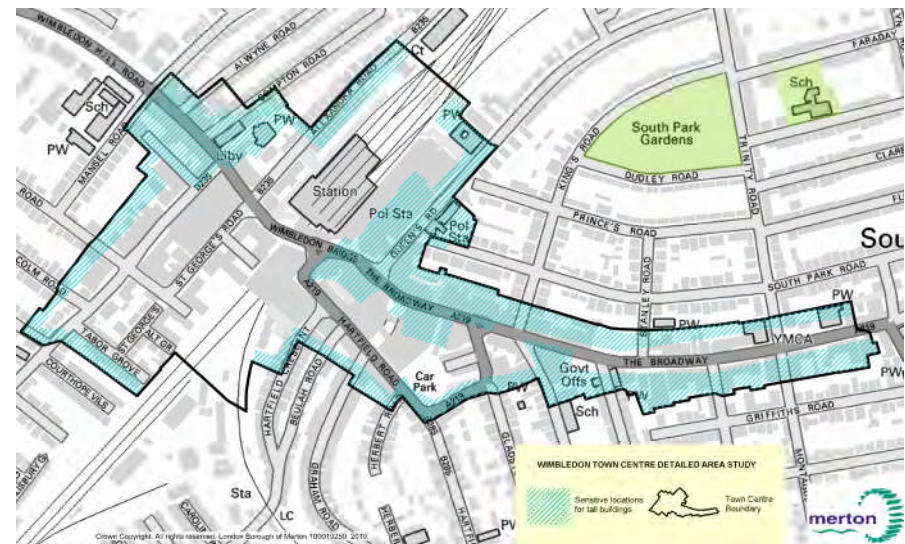 WIMBLEDON HILL ROAD
ALWYNE ROAD
COMPTON ROAD
B235
Ct
FARADAY
Sch
Sch
PW
MANSEL ROAD
PW
ALEXANDRA ROAD
PW
South Park
Gardens
TRINITY ROAD
Liby
B235
B235
KING'S ROAD
DUDLEY ROAD
Station
Pol Sta
ROAD
ST GEORGE'S ROAD
QUEEN'S RD
Pol
Sta
PRINCE'S ROAD
WIMBLEDON BRIDGE
THE BROADWAY
Sou
SOUTH PARK ROAD
A219
HARTFIELD ROAD
A219
PW
PW
YMCA
THE BROADWAY
ST GEORGE'S
TABOR GROVE
COURTHOPE VILS
HARTFIELD CRESCENT
BEULAH ROAD
Car
Park
Govt
Offs
PW
PW
A219
Sch
GRIFFITHS ROAD
HERBERT
GRAHAM ROAD
Sta
LC
WIMBLEDON TOWN CENTRE DETAILED AREA STUDY
Sensitive locations
for tall buildings
Town Centre
Boundary
merton
Crown Copyright. All rights reserved. London Borough of Merton 100019259. 2010.